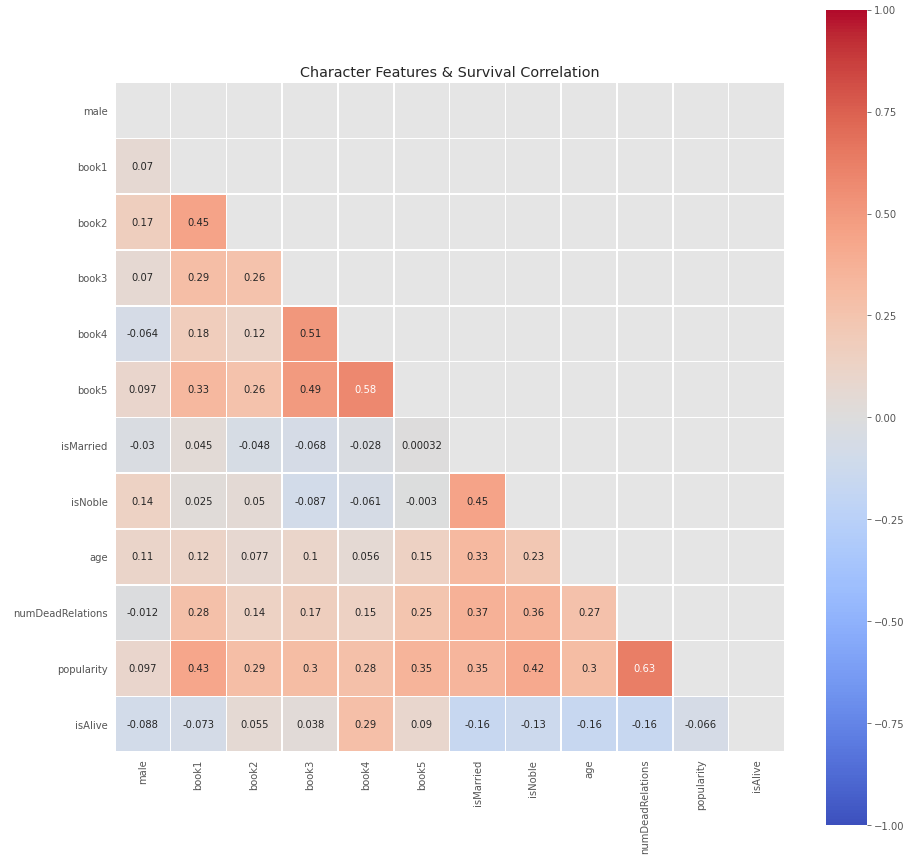 Character Features & Survival Correlation
male
book1 0.07
book2 0.17 0.45
book3 0.07 0.29 0.26
book4 -0.064 0.18 0.12 0.51
book5 0.097 0.33 0.26 0.49 0.58
isMarried -0.03 0.045 -0.048 -0.068 -0.028 0.00032
isNoble 0.14 0.025 0.05 -0.087 -0.061 -0.003 0.45
age 0.11 0.12 0.077 0.1 0.056 0.15 0.33 0.23
numDeadRelations -0.012 0.28 0.14 0.17 0.15 0.25 0.37 0.36 0.27
popularity 0.097 0.43 0.29 0.3 0.28 0.35 0.35 0.42 0.3 0.63
isAlive -0.088 -0.073 0.055 0.038 0.29 0.09 -0.16 -0.13 -0.16 -0.16 -0.066
male book1 book2 book3 book4 book5 isMarried isNoble age numDeadRelations popularity isAlive
1.00
0.75
0.50
0.25
0.00
−0.25
−0.50
−0.75
−1.00